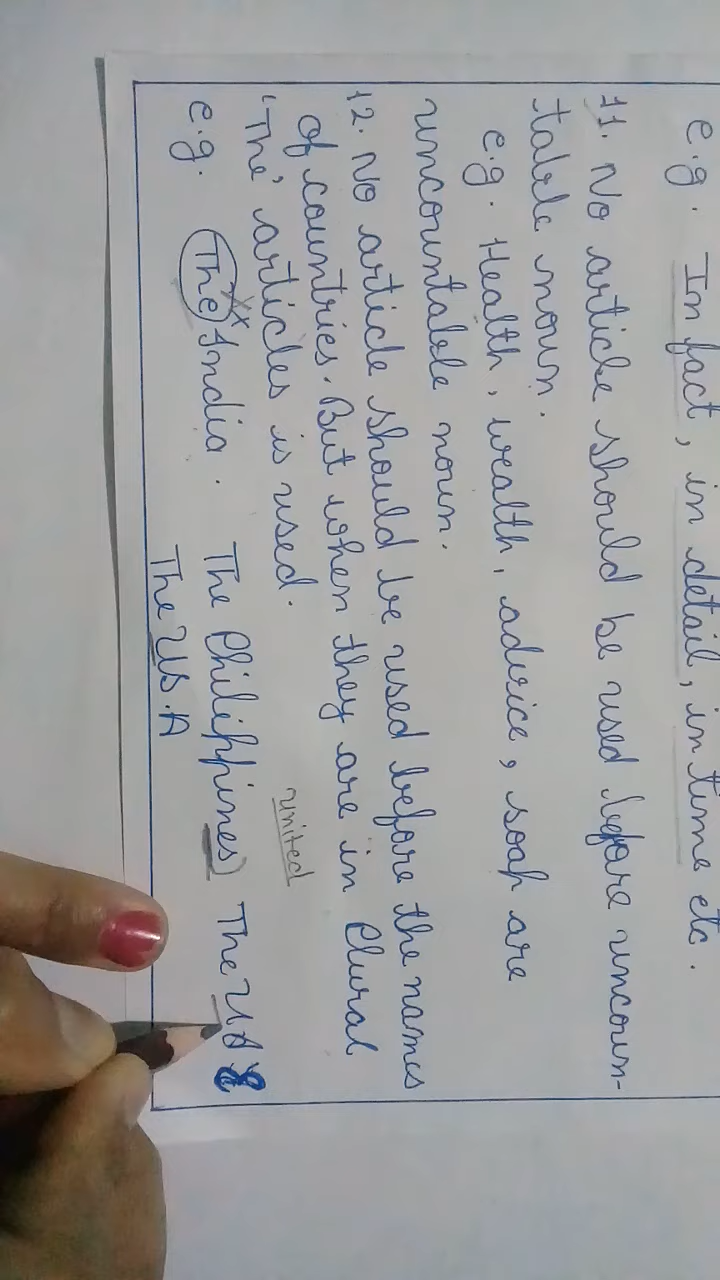 e.g. In fact, in detail, in time etc.
11. No article should be used before uncoun-
table noun.
e.g. Health, wealth, advice, soap are
uncountable noun.
12. No article should be used before the names
of countries. But when they are in Plural
'The' articles is used.
united
e.g. The India. The Philippines The UAE
The US.A